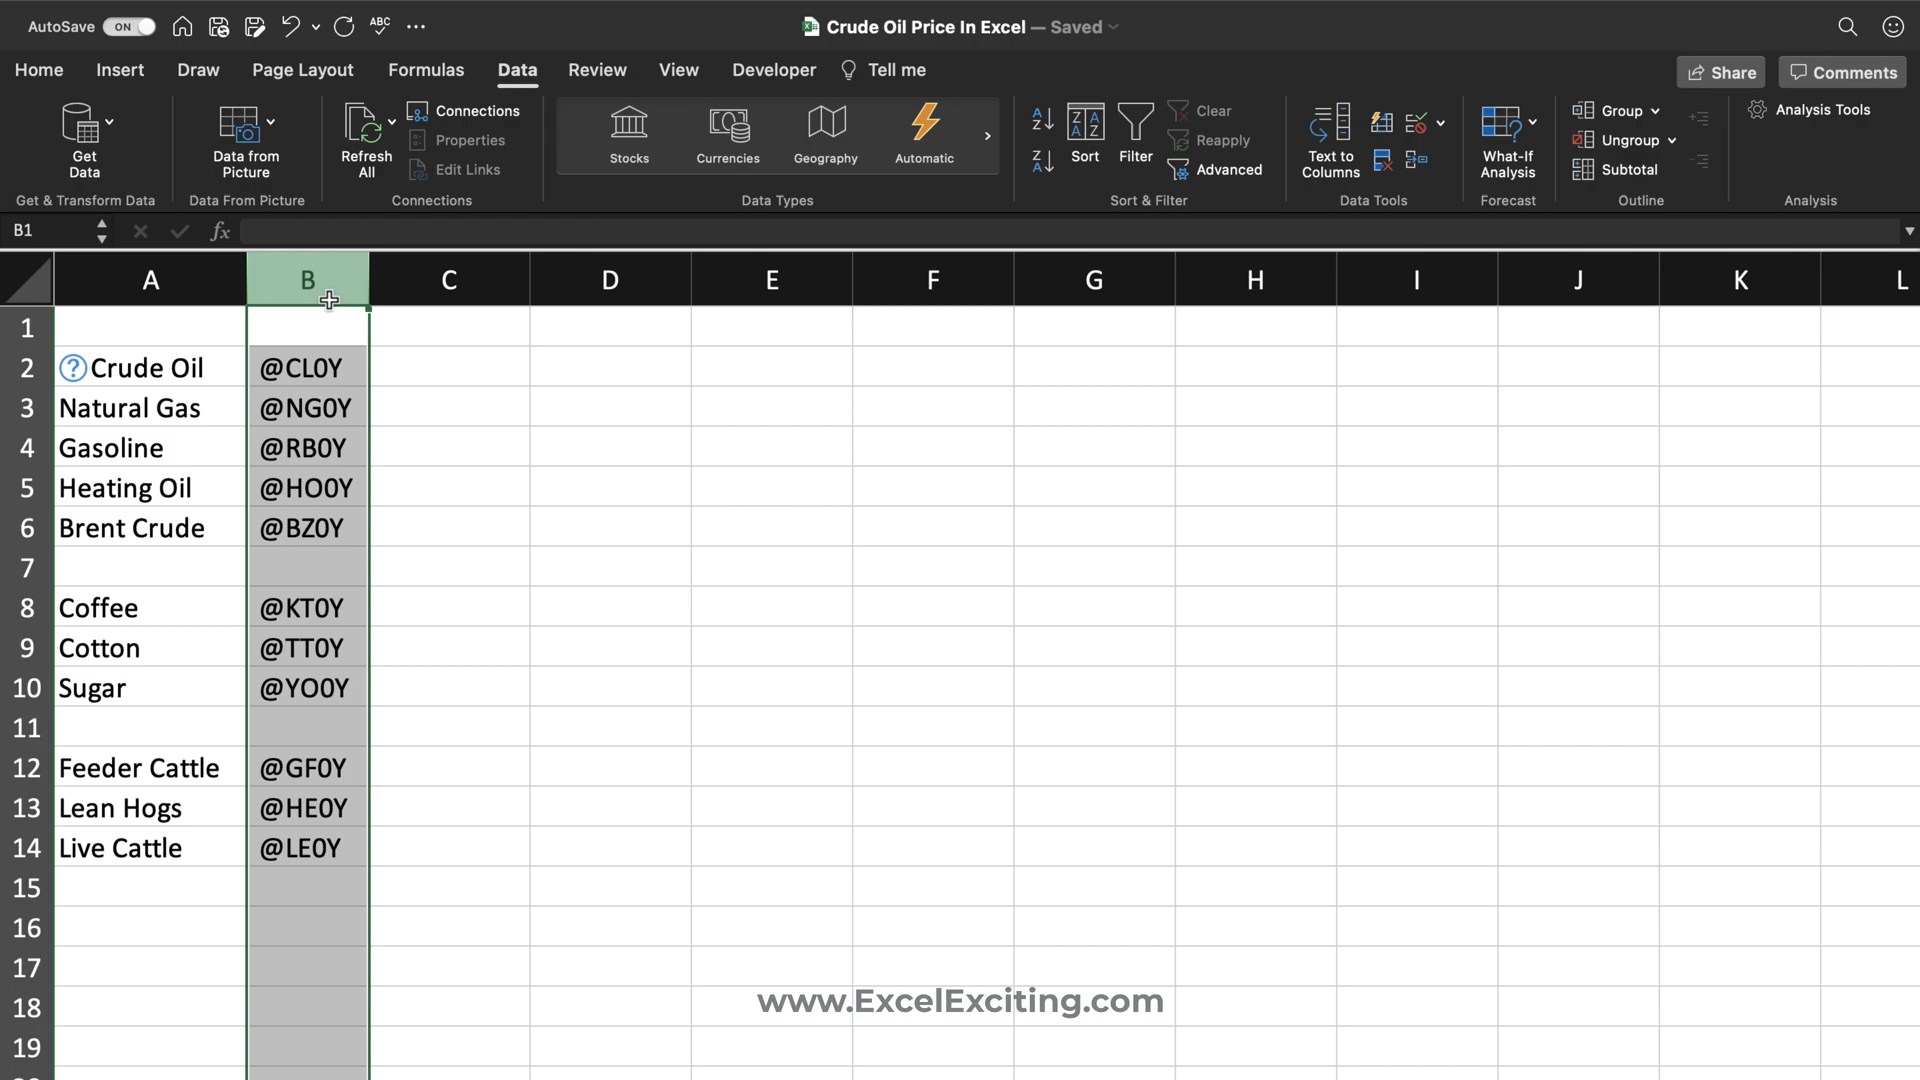 AutoSave ON ABC ... Crude Oil Price In Excel — Saved
Home Insert Draw Page Layout Formulas Data Review View Developer Tell me Share Comments
Get Data
Data from Picture
Refresh All
Connections
Properties
Edit Links
Stocks
Currencies
Geography
Automatic
Sort
Filter
Clear
Reapply
Advanced
Text to Columns
What-If Analysis
Group
Ungroup
Subtotal
Analysis Tools
Get & Transform Data Data From Picture Connections Data Types Sort & Filter Data Tools Forecast Outline Analysis
B1 fx
A B C D E F G H I J K L
1
2 ? Crude Oil @CL0Y
3 Natural Gas @NG0Y
4 Gasoline @RB0Y
5 Heating Oil @HO0Y
6 Brent Crude @BZ0Y
7
8 Coffee @KT0Y
9 Cotton @TT0Y
10 Sugar @YO0Y
11
12 Feeder Cattle @GF0Y
13 Lean Hogs @HE0Y
14 Live Cattle @LE0Y
15
16
17
18
www.ExcelExciting.com
19